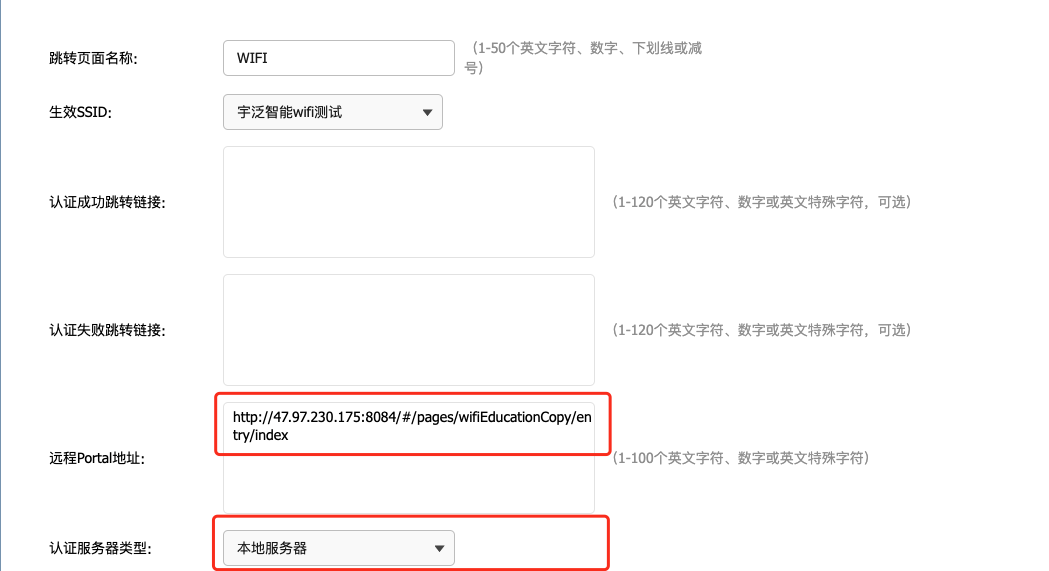 跳转页面名称:
WIFI
（1-50个英文字符、数字、下划线或减
号）
生效SSID:
宇泛智能wifi测试
认证成功跳转链接:
（1-120个英文字符、数字或英文特殊字符，可选）
认证失败跳转链接:
（1-120个英文字符、数字或英文特殊字符，可选）
http://47.97.230.175:8084/#/pages/wifiEducationCopy/en
try/index
远程Portal地址:
（1-100个英文字符、数字或英文特殊字符）
认证服务器类型:
本地服务器